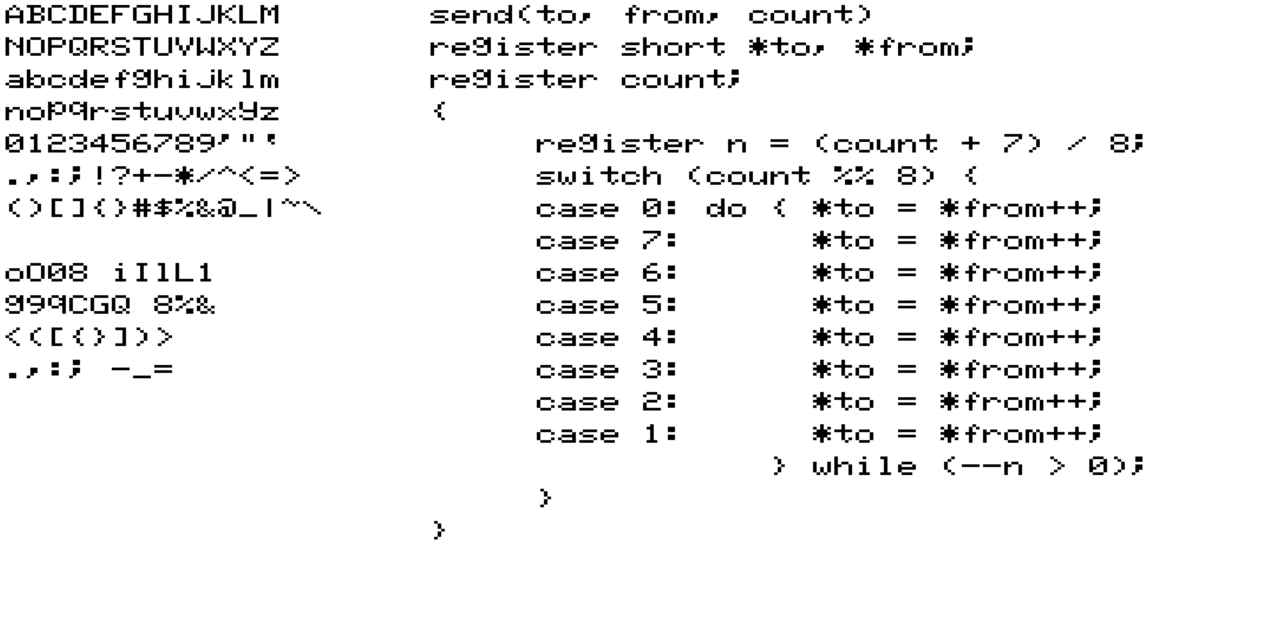 ABCDEFGHIJKLM
NOPQRSTUVWXYZ
abcdefghijklm
nopqrstuvwxyz
0123456789'"‛
.,:;!?+-*/^<=>
()[]{}#$%&@_|~\

oO08 iIlL1
g9qCGQ 8%&
<([{}])>
.,:; -_=

send(to, from, count)
register short *to, *from;
register count;
{
     register n = (count + 7) / 8;
     switch (count %% 8) {
     case 0: do { *to = *from++;
     case 7:      *to = *from++;
     case 6:      *to = *from++;
     case 5:      *to = *from++;
     case 4:      *to = *from++;
     case 3:      *to = *from++;
     case 2:      *to = *from++;
     case 1:      *to = *from++;
                } while (--n > 0);
     }
}